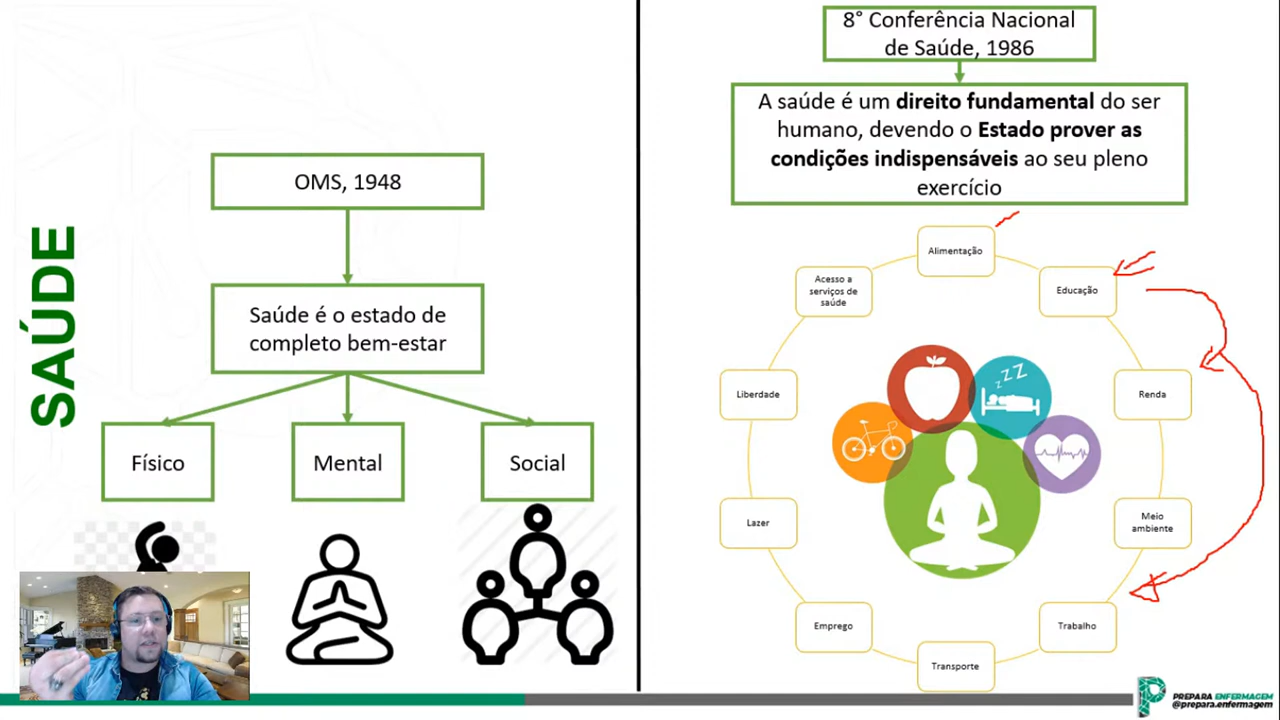 SAÚDE
OMS, 1948
Saúde é o estado de
completo bem-estar
Físico
Mental
Social
8° Conferência Nacional
de Saúde, 1986
A saúde é um direito fundamental do ser
humano, devendo o Estado prover as
condições indispensáveis ao seu pleno
exercício
Alimentação
Educação
Renda
Meio
ambiente
Trabalho
Transporte
Emprego
Lazer
Liberdade
Acesso a
serviços de
saúde
z z Z Z
PREPARA ENFERMAGEM
@prepara.enfermagem